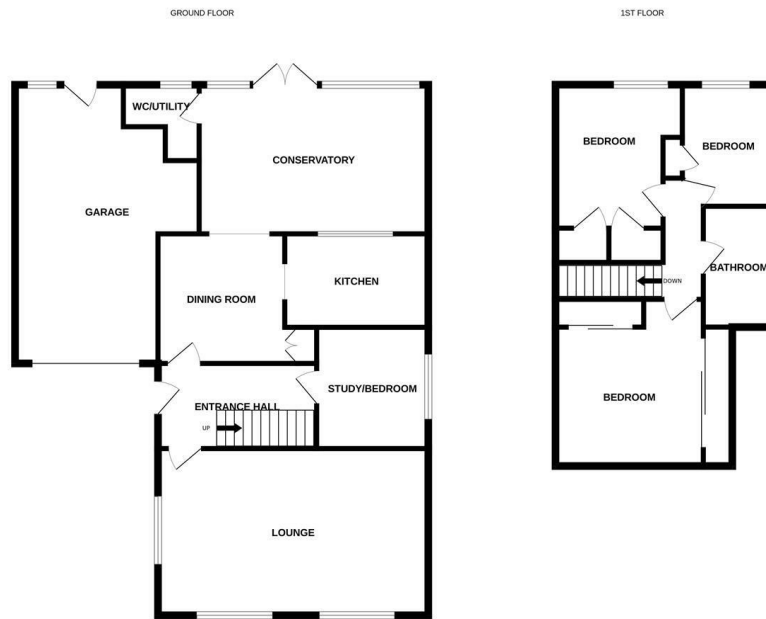 GROUND FLOOR
1ST FLOOR
WC/UTILITY
BEDROOM
BEDROOM
CONSERVATORY
GARAGE
BATHROOM
KITCHEN
DOWN
DINING ROOM
STUDY/BEDROOM
BEDROOM
ENTRANCE HALL
UP
LOUNGE